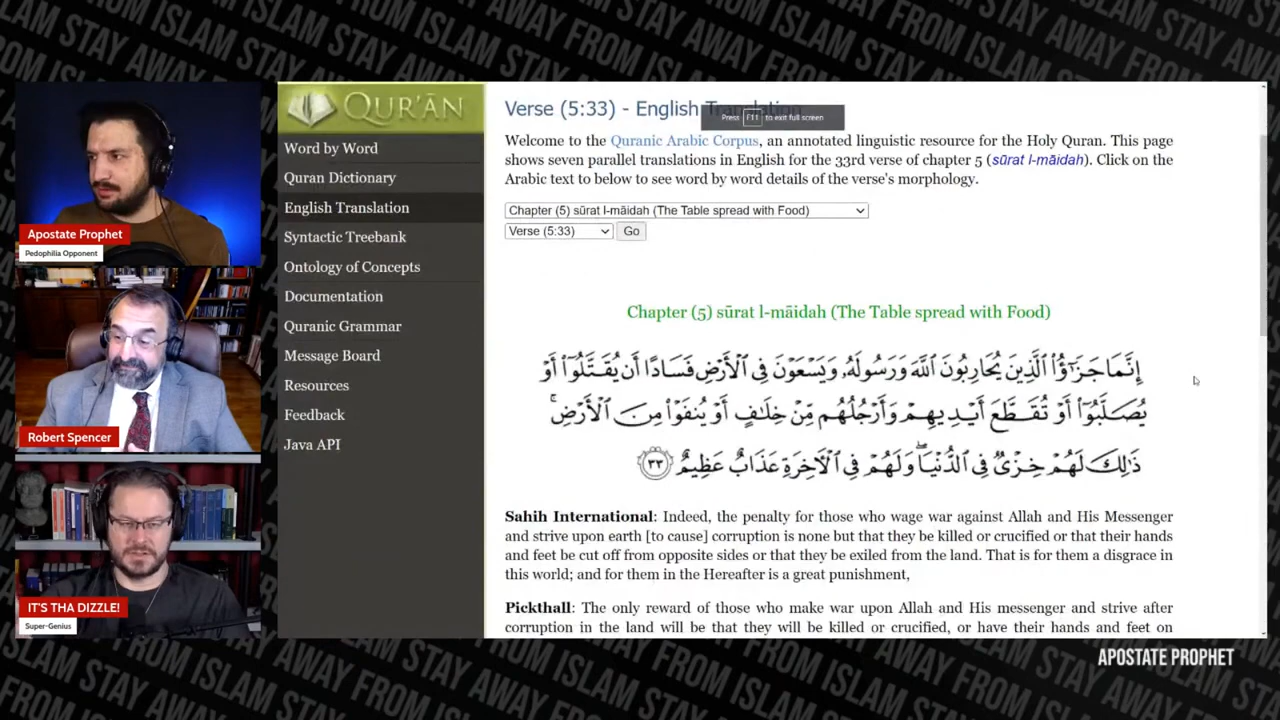 STAY AWAY FROM ISLAM
Apostate Prophet
Pedophilia Opponent
Robert Spencer
IT'S THA DIZZLE!
Super-Genius
QUR'ĀN
Word by Word
Quran Dictionary
English Translation
Syntactic Treebank
Ontology of Concepts
Documentation
Quranic Grammar
Message Board
Resources
Feedback
Java API
Verse (5:33) - English Translation
Press F11 to exit full screen
Welcome to the Quranic Arabic Corpus, an annotated linguistic resource for the Holy Quran. This page
shows seven parallel translations in English for the 33rd verse of chapter 5 (sūrat l-māidah). Click on the
Arabic text to below to see word by word details of the verse's morphology.
Chapter (5) sūrat l-māidah (The Table spread with Food)
Verse (5:33) Go
Chapter (5) sūrat l-māidah (The Table spread with Food)
إِنَّمَا جَزَٰٓؤُا۟ ٱلَّذِينَ يُحَارِبُونَ ٱللَّهَ وَرَسُولَهُۥ وَيَسْعَوْنَ فِى ٱلْأَرْضِ فَسَادًا أَن يُقَتَّلُوٓا۟ أَوْ
يُصَلَّبُوٓا۟ أَوْ تُقَطَّعَ أَيْدِيهِمْ وَأَرْجُلُهُم مِّنْ خِلَـٰفٍ أَوْ يُنفَوْا۟ مِنَ ٱلْأَرْضِ ۚ
ذَٰلِكَ لَهُمْ خِزْىٌ فِى ٱلدُّنْيَا ۖ وَلَهُمْ فِى ٱلْـَٔاخِرَةِ عَذَابٌ عَظِيمٌ ٣٣
Sahih International: Indeed, the penalty for those who wage war against Allah and His Messenger
and strive upon earth [to cause] corruption is none but that they be killed or crucified or that their hands
and feet be cut off from opposite sides or that they be exiled from the land. That is for them a disgrace in
this world; and for them in the Hereafter is a great punishment,
Pickthall: The only reward of those who make war upon Allah and His messenger and strive after
corruption in the land will be that they will be killed or crucified, or have their hands and feet on
APOSTATE PROPHET